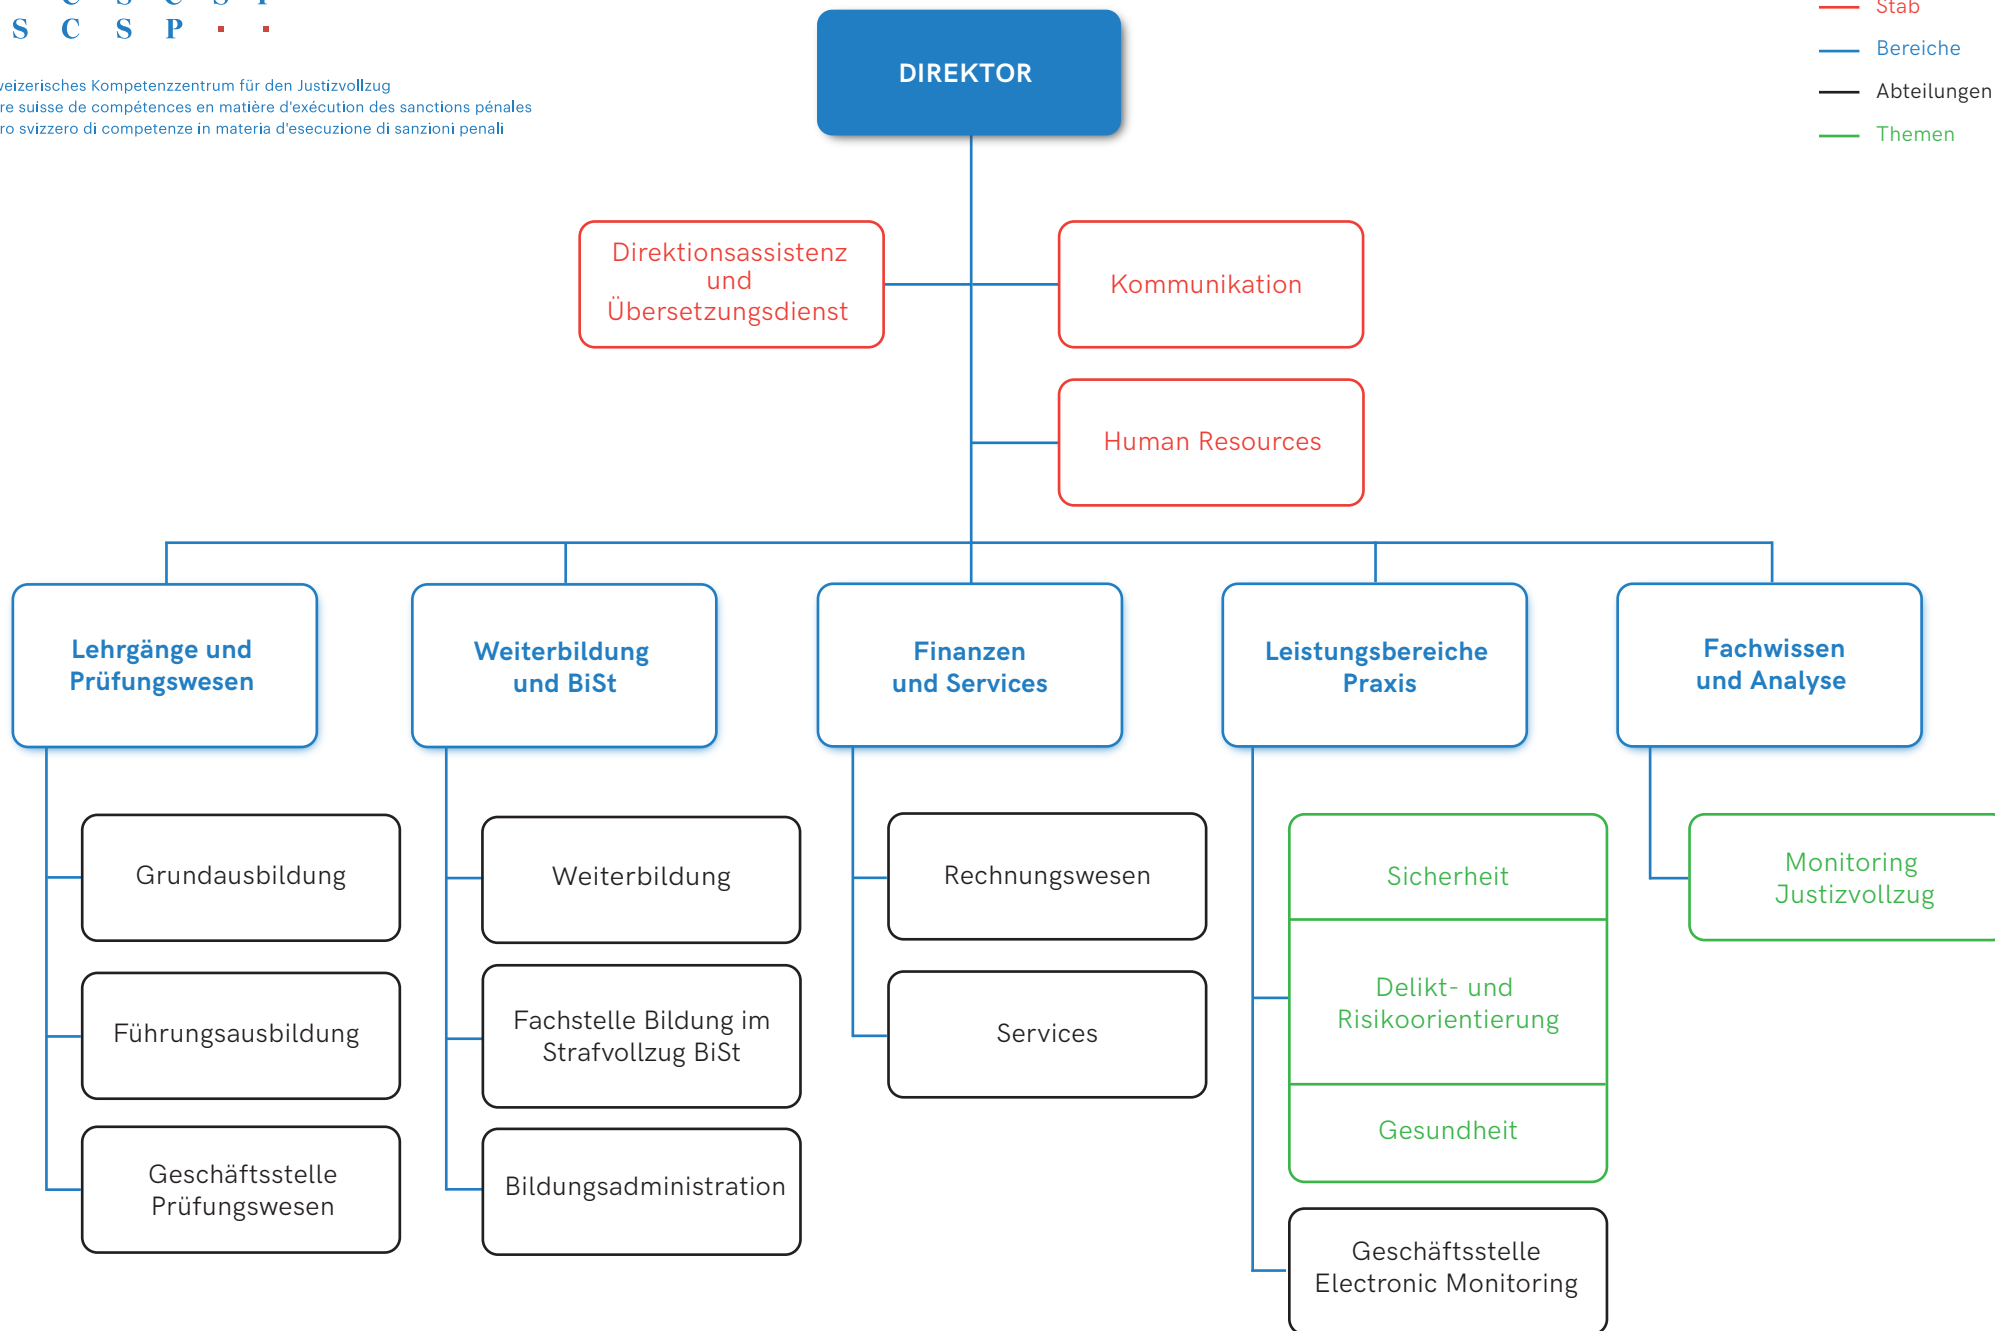 S C S P
Schweizerisches Kompetenzzentrum für den Justizvollzug
suisse de compétences en matière d'exécution des sanctions pénales
svizzero di competenze in materia d'esecuzione di sanzioni penali
Stab
Bereiche
Abteilungen
Themen
DIREKTOR
Direktionsassistenz
und
Übersetzungsdienst
Kommunikation
Human Resources
Lehrgänge und
Prüfungswesen
Weiterbildung
und BiSt
Finanzen
und Services
Leistungsbereiche
Praxis
Fachwissen
und Analyse
Grundausbildung
Führungsausbildung
Geschäftsstelle
Prüfungswesen
Weiterbildung
Fachstelle Bildung im
Strafvollzug BiSt
Bildungsadministration
Rechnungswesen
Services
Sicherheit
Delikt- und
Risikoorientierung
Gesundheit
Geschäftsstelle
Electronic Monitoring
Monitoring
Justizvollzug